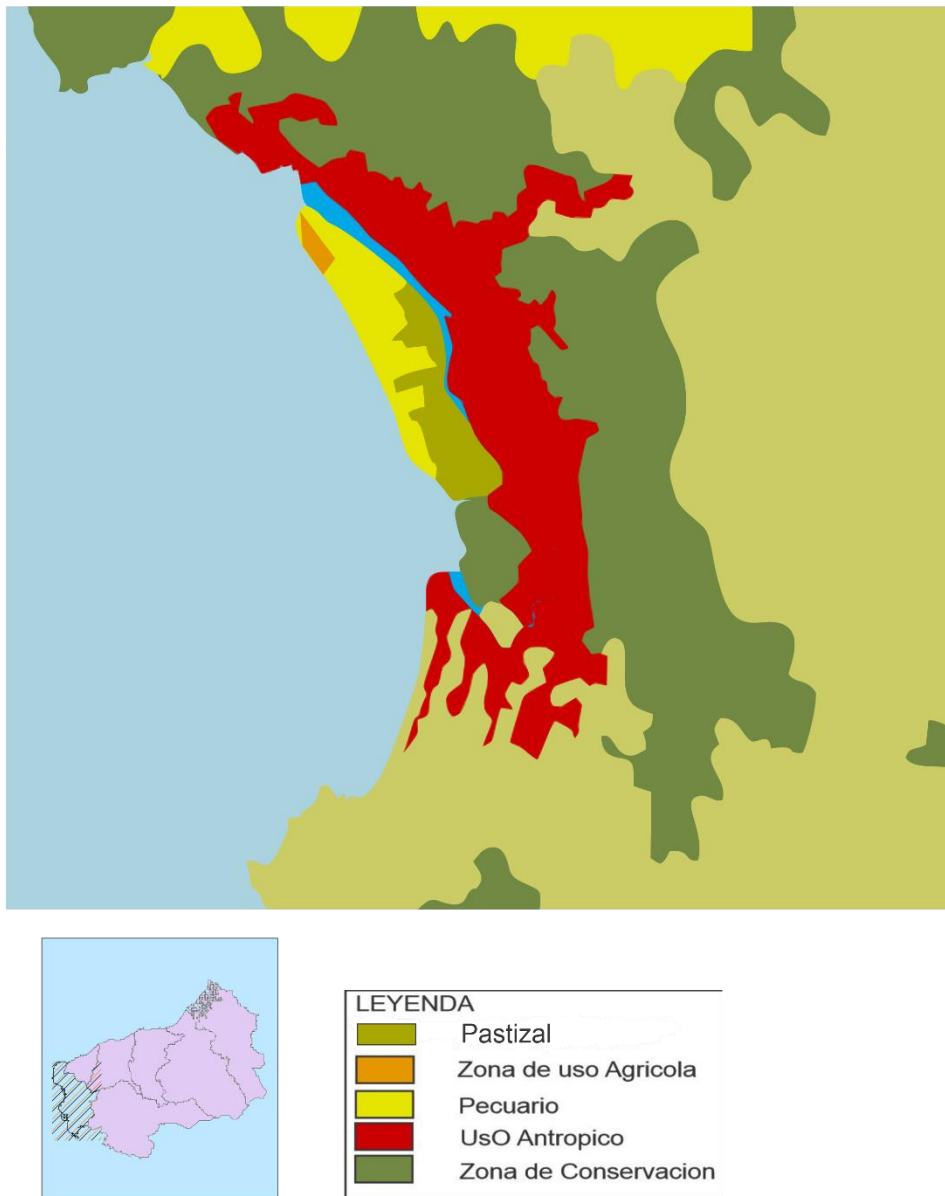 LEYENDA
Pastizal
Zona de uso Agricola
Pecuario
UsO Antropico
Zona de Conservacion